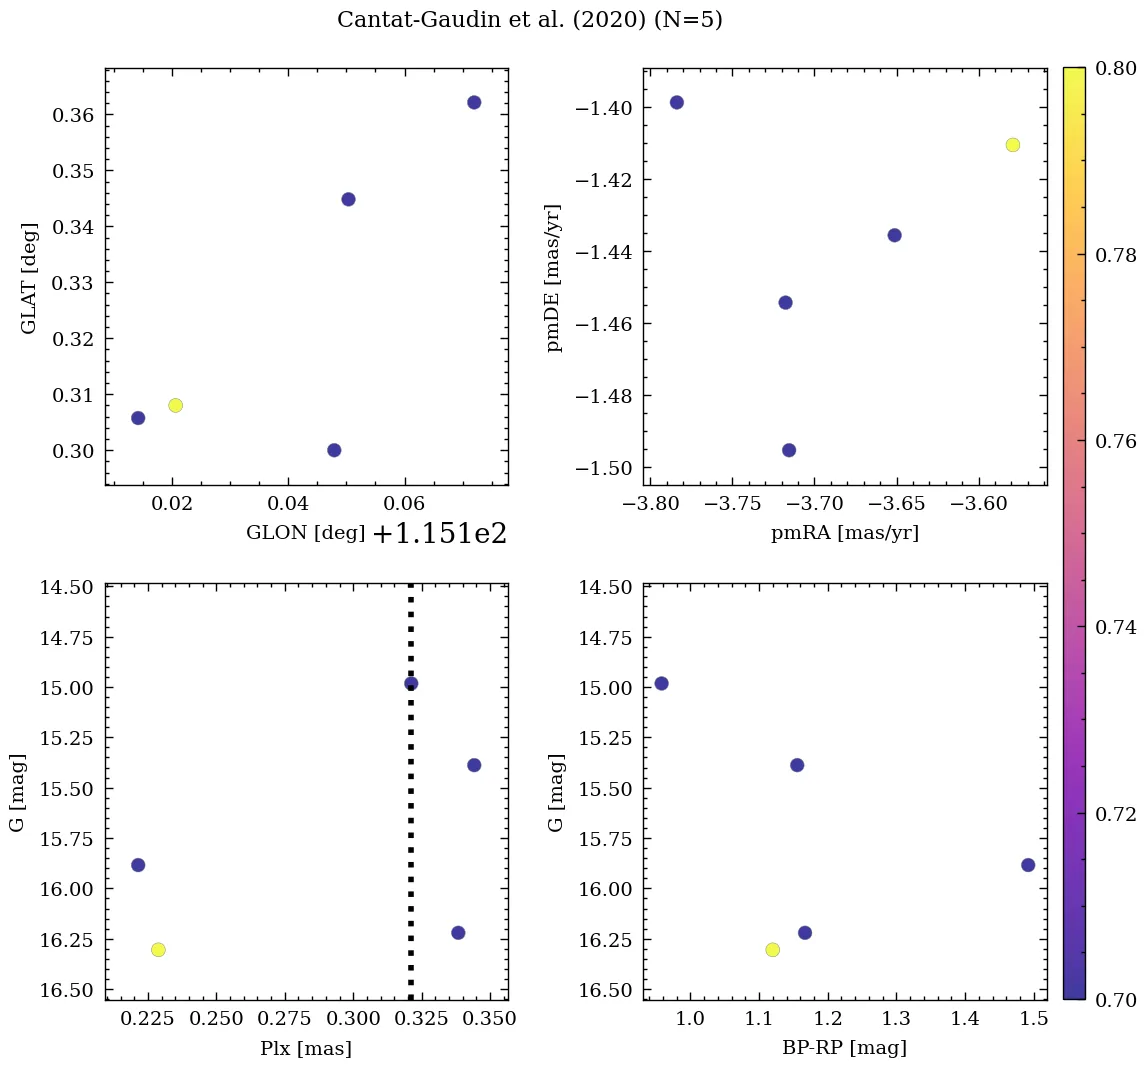 Cantat-Gaudin et al. (2020) (N=5)
GLAT [deg]
0.36
0.35
0.34
0.33
0.32
0.31
0.30
0.02 0.04 0.06
GLON [deg] +1.151e2
pmDE [mas/yr]
−1.40
−1.42
−1.44
−1.46
−1.48
−1.50
−3.80 −3.75 −3.70 −3.65 −3.60
pmRA [mas/yr]
G [mag]
14.50
14.75
15.00
15.25
15.50
15.75
16.00
16.25
16.50
0.225 0.250 0.275 0.300 0.325 0.350
Plx [mas]
G [mag]
14.50
14.75
15.00
15.25
15.50
15.75
16.00
16.25
16.50
1.0 1.1 1.2 1.3 1.4 1.5
BP-RP [mag]
0.80
0.78
0.76
0.74
0.72
0.70